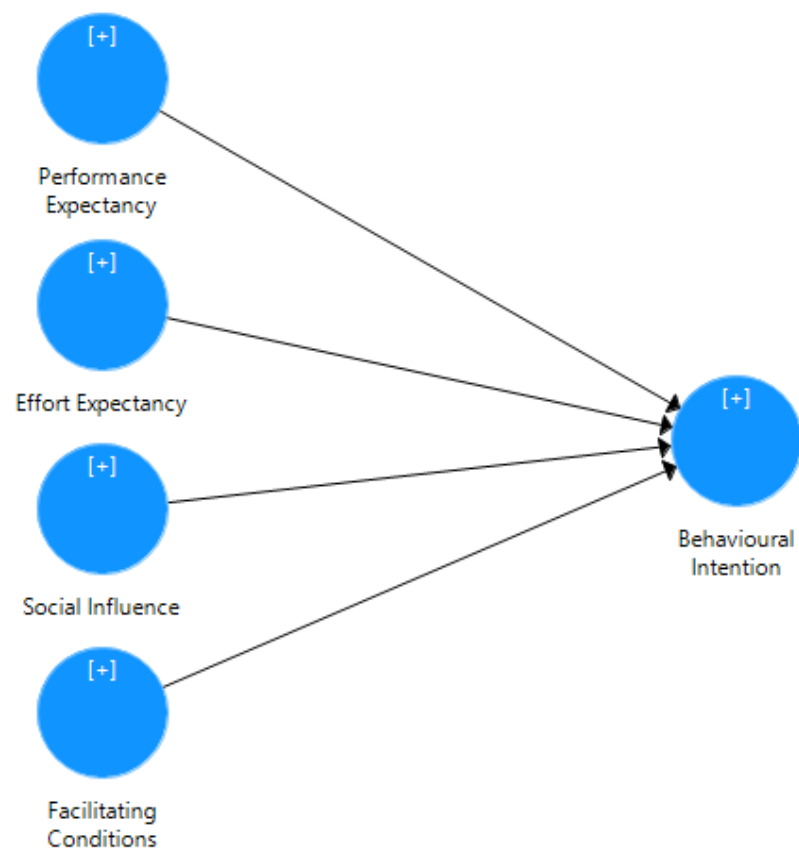 [+]
Performance
Expectancy
[+]
Effort Expectancy
[+]
Social Influence
[+]
Facilitating
Conditions
[+]
Behavioural
Intention